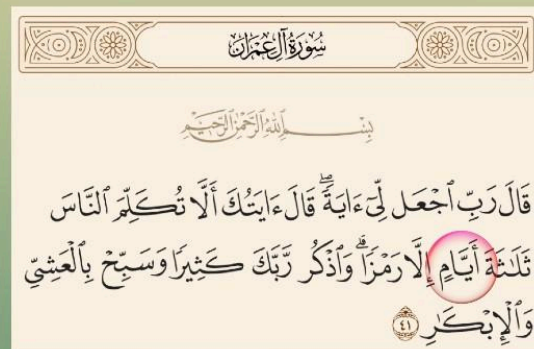 سُورَةُ آلِ عِمْرَانَ
بِسْمِ ٱللَّهِ ٱلرَّحْمَٰنِ ٱلرَّحِيمِ
قَالَ رَبِّ ٱجْعَل لِّىٓ ءَايَةً ۖ قَالَ ءَايَتُكَ أَلَّا تُكَلِّمَ ٱلنَّاسَ
ثَلَٰثَةَ أَيَّامٍ إِلَّا رَمْزًا ۗ وَٱذْكُر رَّبَّكَ كَثِيرًا وَسَبِّحْ بِٱلْعَشِىِّ
وَٱلْإِبْكَٰرِ ٤١